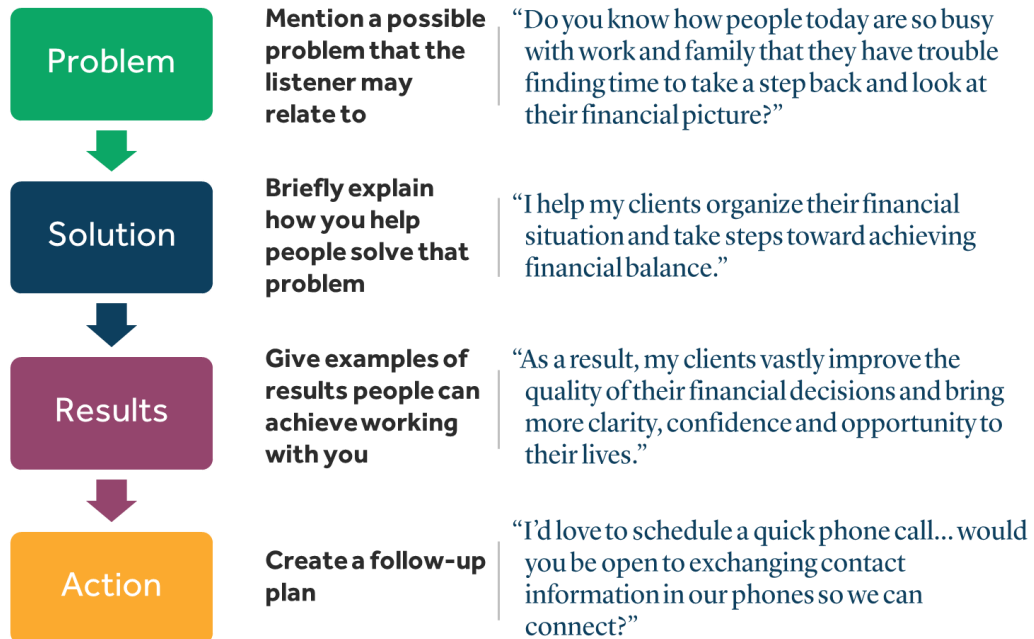 Problem
Mention a possible
problem that the
listener may
relate to
“Do you know how people today are so busy
with work and family that they have trouble
finding time to take a step back and look at
their financial picture?”
Solution
Briefly explain
how you help
people solve that
problem
“I help my clients organize their financial
situation and take steps toward achieving
financial balance.”
Results
Give examples of
results people can
achieve working
with you
“As a result, my clients vastly improve the
quality of their financial decisions and bring
more clarity, confidence and opportunity to
their lives.”
Action
Create a follow-up
plan
“I’d love to schedule a quick phone call... would
you be open to exchanging contact
information in our phones so we can
connect?”